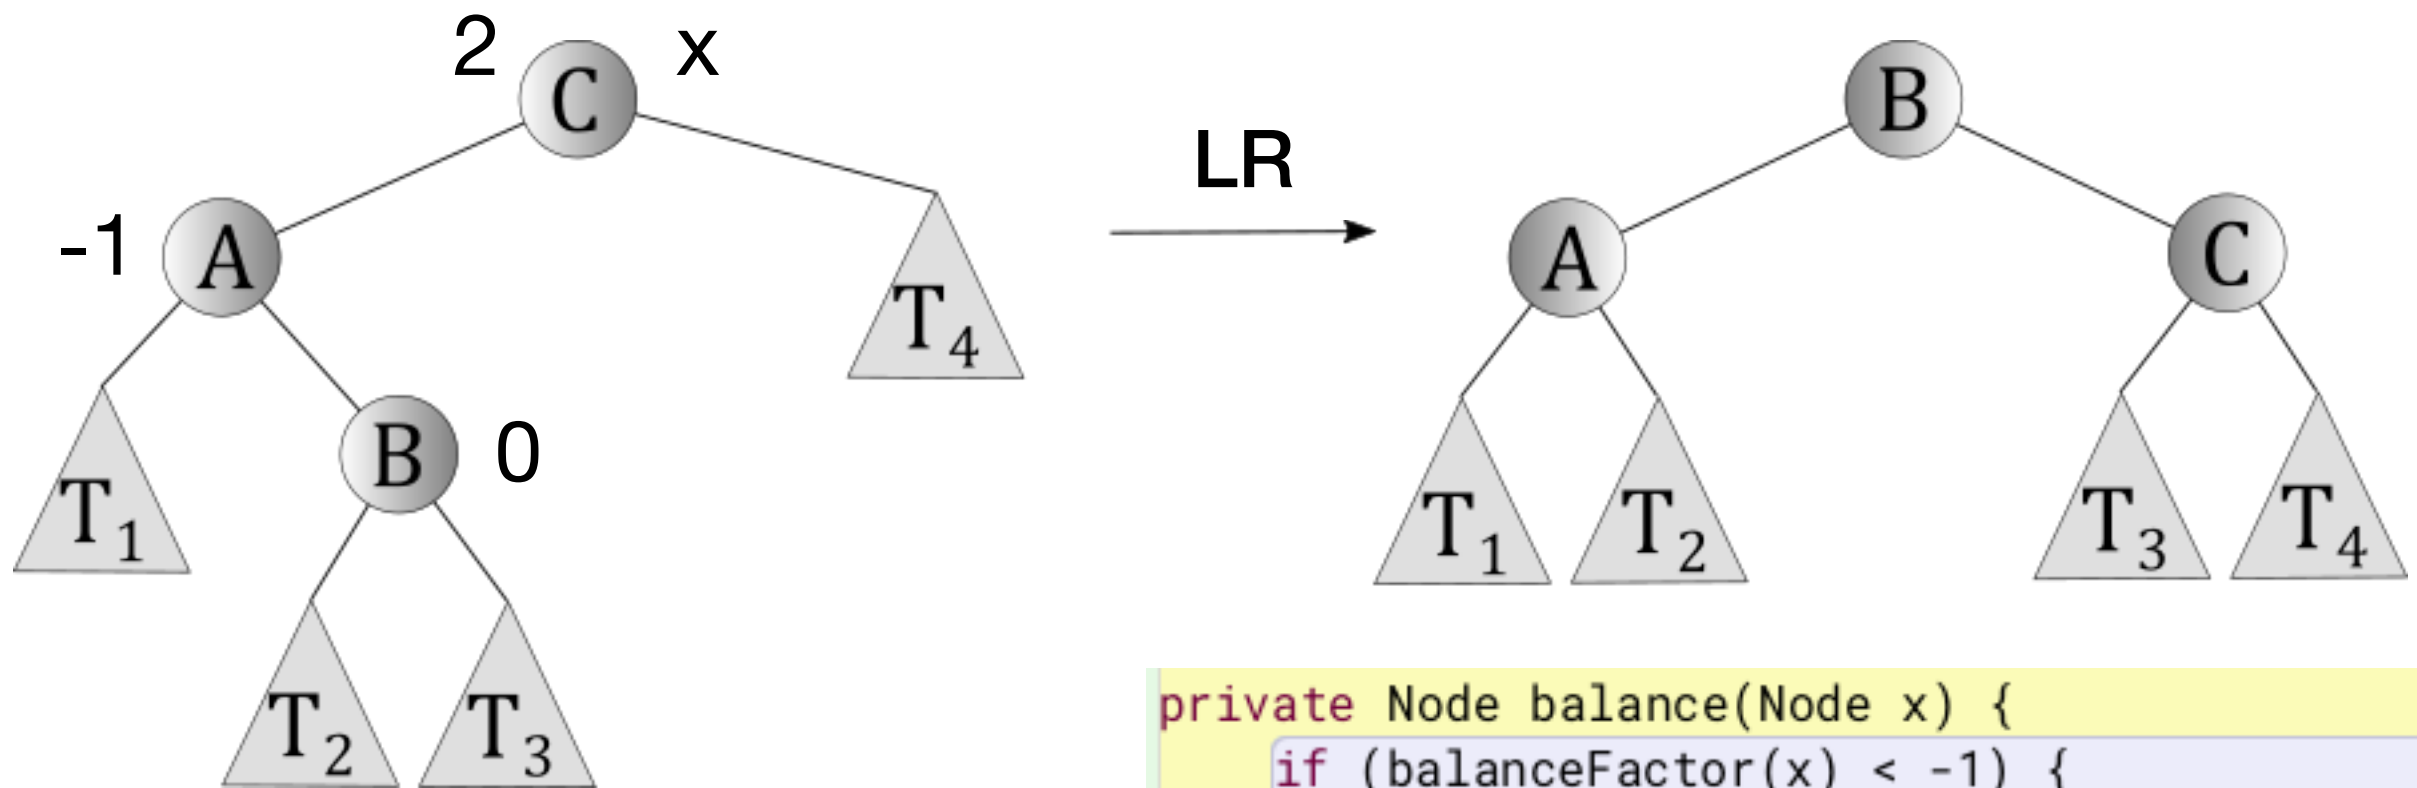 2 C x
-1 A
T4
B 0
T1
T2 T3
LR
B
A C
T1 T2 T3 T4
private Node balance(Node x) {
if (balanceFactor(x) < -1) {